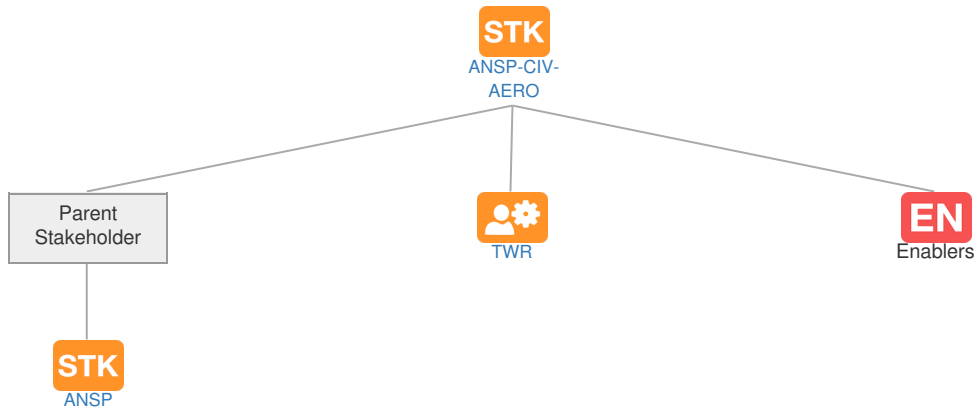 STK
ANSP-CIV-
AERO
Parent
Stakeholder
TWR
EN
Enablers
STK
ANSP